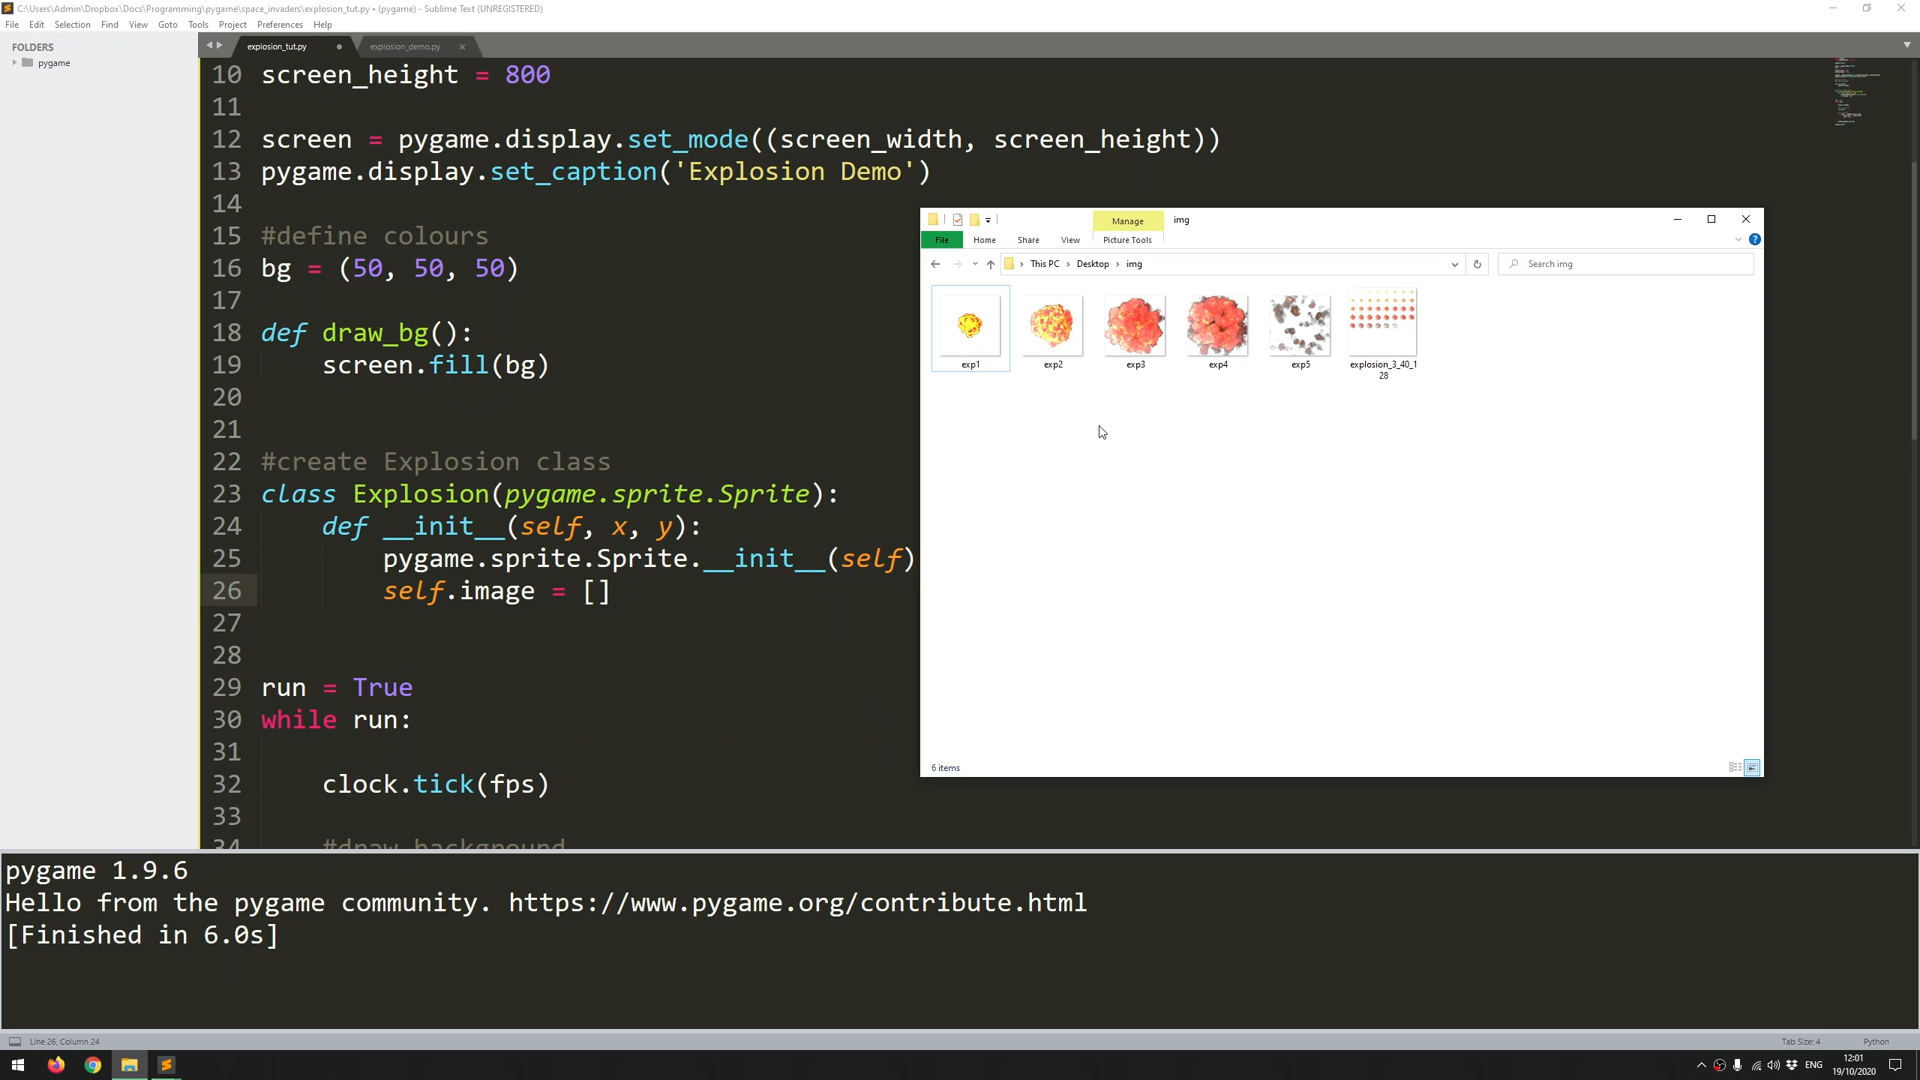 C:\Users\Admin\Dropbox\Docs\Programming\pygame\space_invaders\explosion_tut.py • (pygame) - Sublime Text (UNREGISTERED)
File Edit Selection Find View Goto Tools Project Preferences Help
FOLDERS
pygame
explosion_tut.py
explosion_demo.py
10 screen_height = 800
11
12 screen = pygame.display.set_mode((screen_width, screen_height))
13 pygame.display.set_caption('Explosion Demo')
14
15 #define colours
16 bg = (50, 50, 50)
17
18 def draw_bg():
19 screen.fill(bg)
20
21
22 #create Explosion class
23 class Explosion(pygame.sprite.Sprite):
24 def __init__(self, x, y):
25 pygame.sprite.Sprite.__init__(self)
26 self.image = []
27
28
29 run = True
30 while run:
31
32 clock.tick(fps)
33
34 #draw background
Manage img
File Home Share View Picture Tools
This PC Desktop img
Search img
exp1 exp2 exp3 exp4 exp5 explosion_3_40_1
28
6 items
pygame 1.9.6
Hello from the pygame community. https://www.pygame.org/contribute.html
[Finished in 6.0s]
Line 26, Column 24
Tab Size: 4
Python
ENG
12:01
19/10/2020